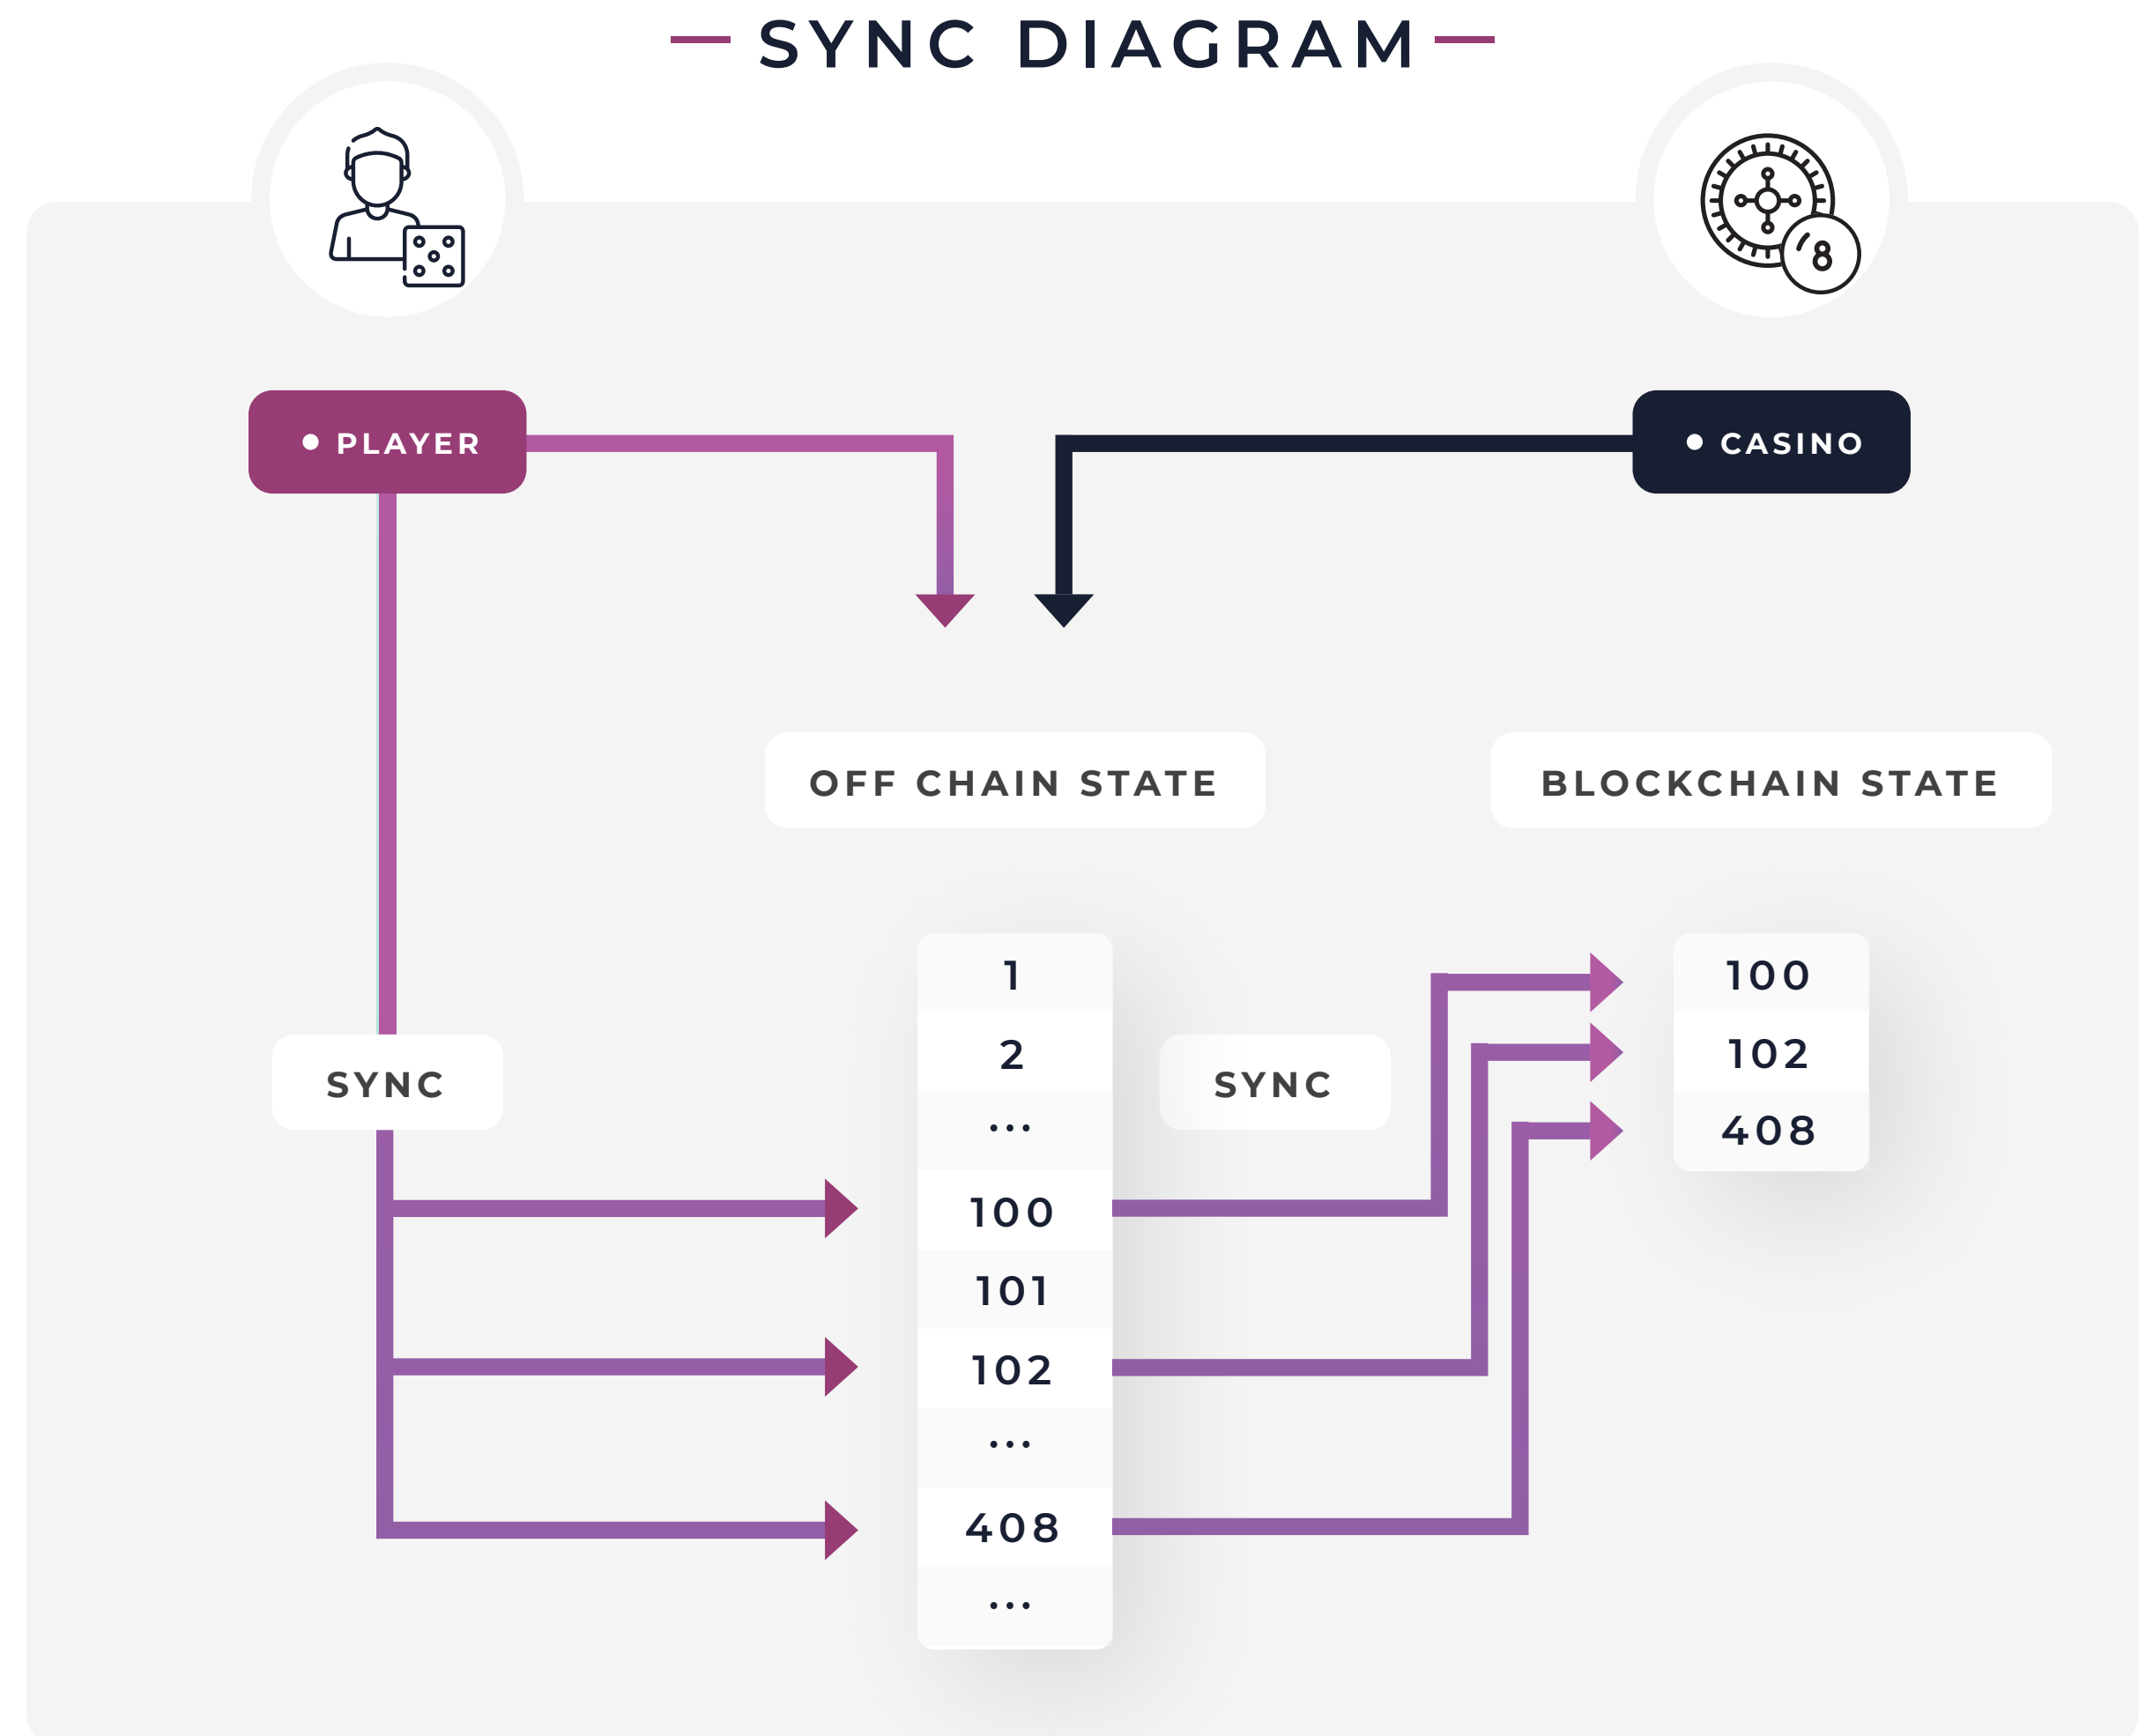 SYNC DIAGRAM
8
PLAYER
CASINO
OFF CHAIN STATE
BLOCKCHAIN STATE
SYNC
1
2
...
100
101
102
...
408
...
SYNC
100
102
408